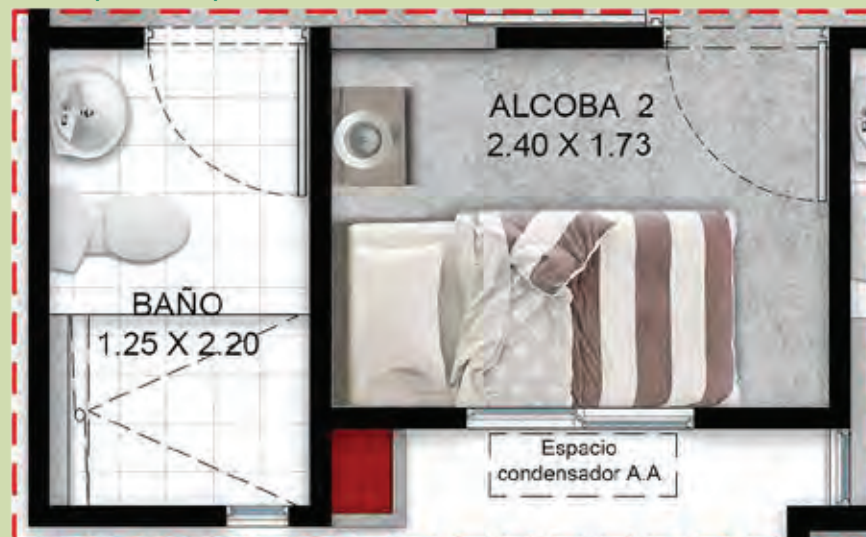 ALCOBA 2
2.40 X 1.73
BAÑO
1.25 X 2.20
Espacio
condensador A.A.